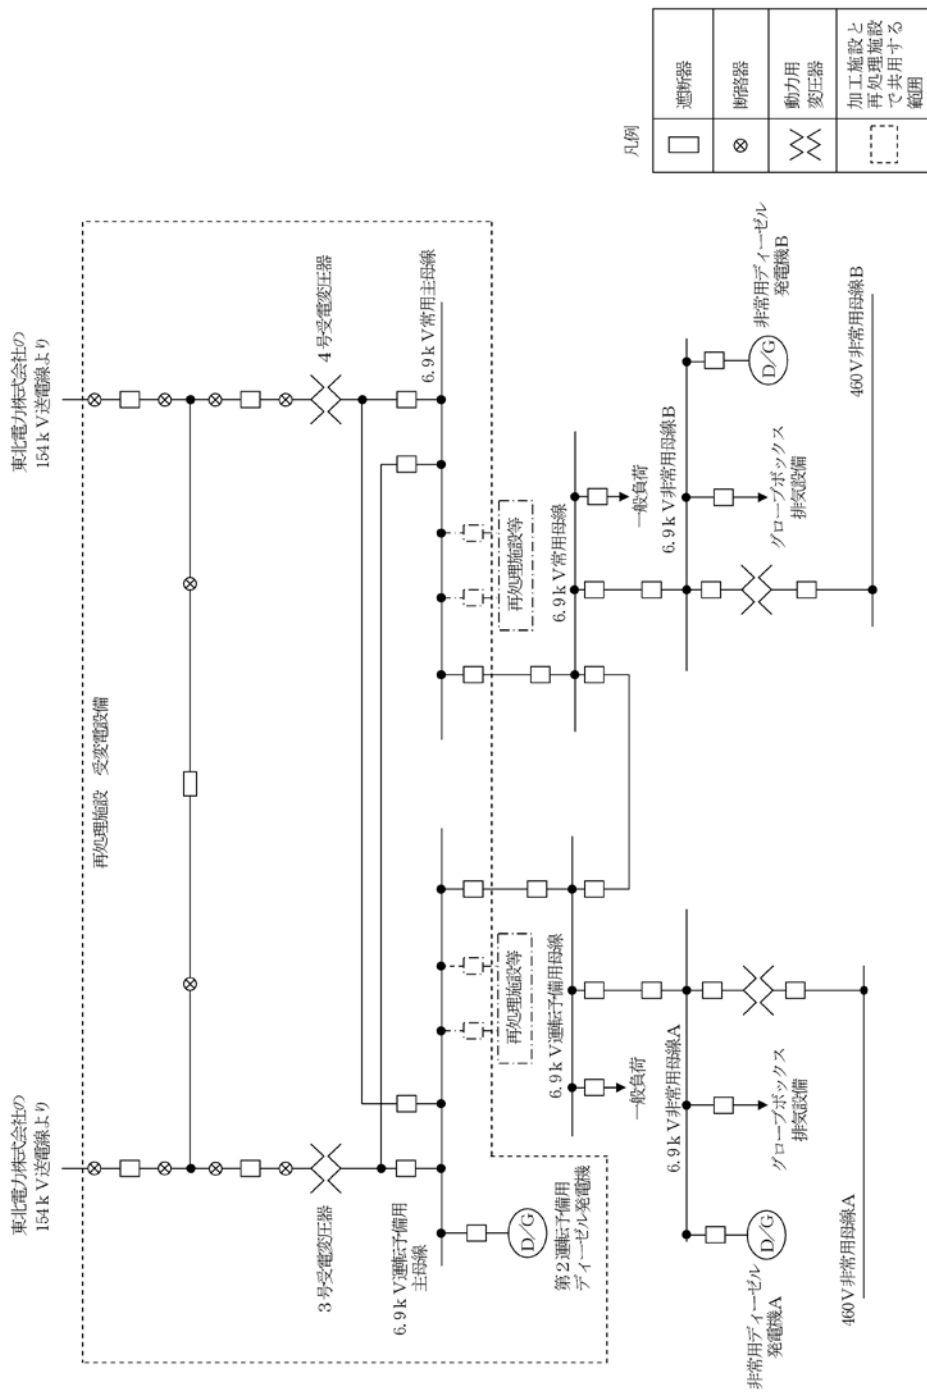 東北電力株式会社の
154kV送電線より
東北電力株式会社の
154kV送電線より
再処理施設 受変電設備
3号受電変圧器
4号受電変圧器
6.9kV運転予備用
主母線
6.9kV常用主母線
D/G
第2運転予備用
ディーゼル発電機
再処理施設等
再処理施設等
6.9kV運転予備用母線
6.9kV常用母線
一般負荷
一般負荷
6.9kV非常用母線A
6.9kV非常用母線B
D/G
非常用ディーゼル
発電機A
グローブボックス
排気設備
グローブボックス
排気設備
D/G
非常用ディーゼル
発電機B
460V非常用母線A
460V非常用母線B
凡例
遮断器
断路器
動力用
変圧器
加工施設と
再処理施設
で共用する
範囲